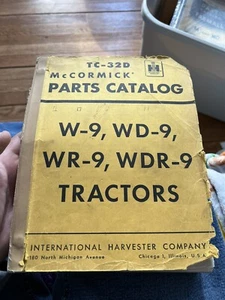 TC-32D
McCORMICK®
PARTS CATALOG
IH
W-9, WD-9,
WR-9, WDR-9
TRACTORS
INTERNATIONAL HARVESTER COMPANY
180 North Michigan Avenue Chicago 1, Illinois, U.S.A.